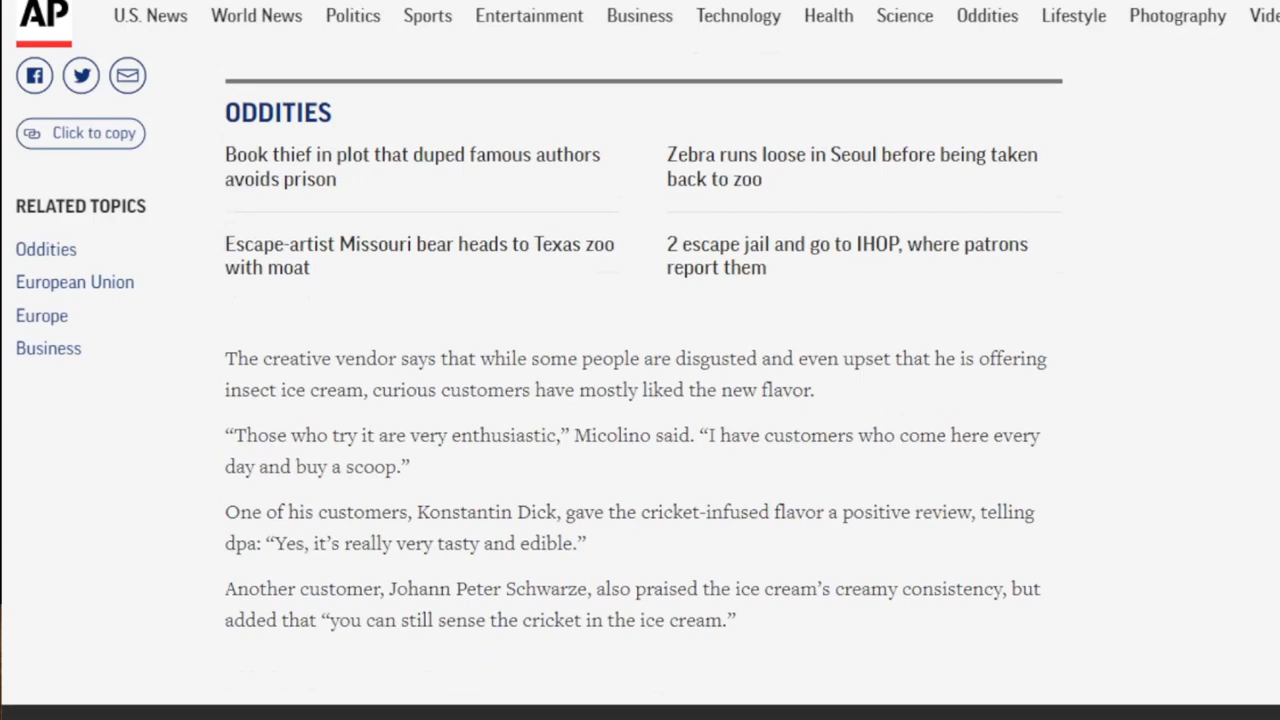 AP
U.S. News World News Politics Sports Entertainment Business Technology Health Science Oddities Lifestyle Photography
Click to copy
RELATED TOPICS
Oddities
European Union
Europe
Business
ODDITIES
Book thief in plot that duped famous authors
avoids prison
Zebra runs loose in Seoul before being taken
back to zoo
Escape-artist Missouri bear heads to Texas zoo
with moat
2 escape jail and go to IHOP, where patrons
report them
The creative vendor says that while some people are disgusted and even upset that he is offering
insect ice cream, curious customers have mostly liked the new flavor.
“Those who try it are very enthusiastic,” Micolino said. “I have customers who come here every
day and buy a scoop.”
One of his customers, Konstantin Dick, gave the cricket-infused flavor a positive review, telling
dpa: “Yes, it’s really very tasty and edible.”
Another customer, Johann Peter Schwarze, also praised the ice cream’s creamy consistency, but
added that “you can still sense the cricket in the ice cream.”